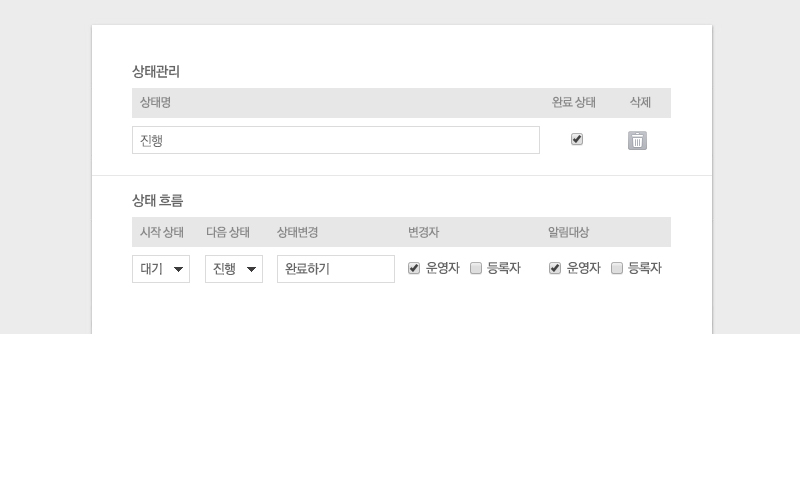 상태관리
상태명 완료 상태 삭제
진행
상태 흐름
시작 상태 다음 상태 상태변경 변경자 알림대상
대기 진행 완료하기 운영자 등록자 운영자 등록자